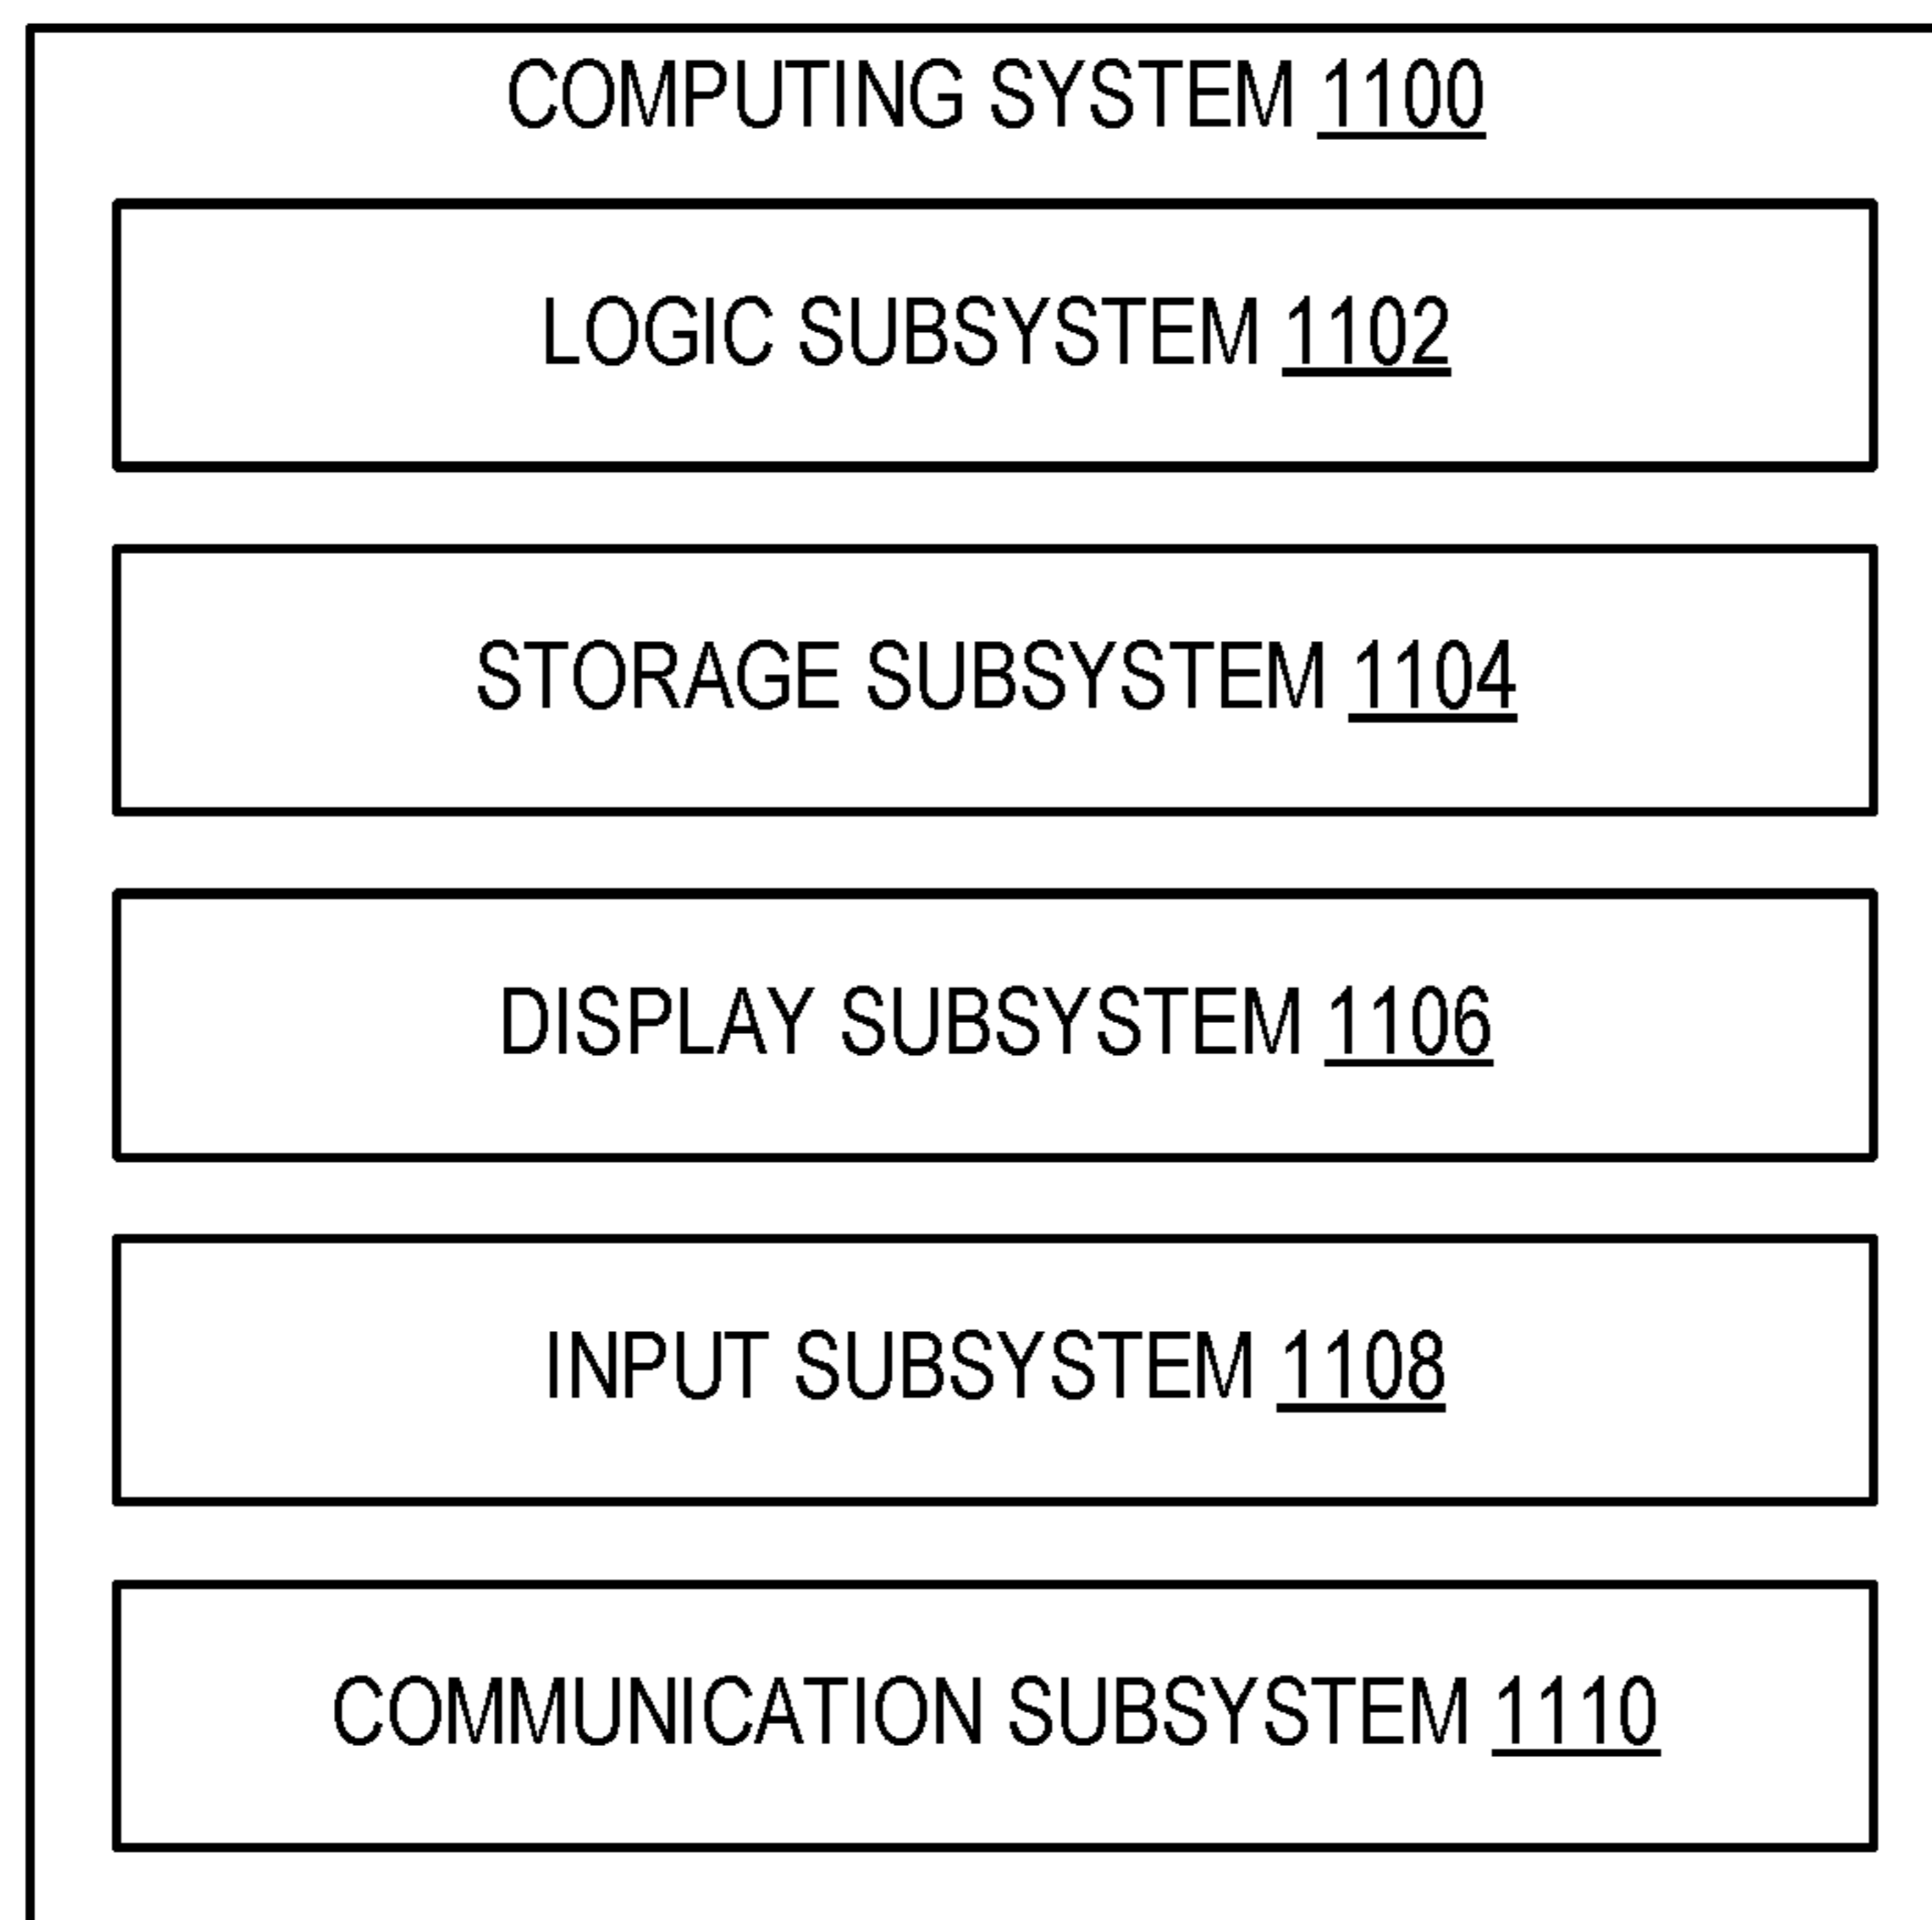 COMPUTING SYSTEM 1100
LOGIC SUBSYSTEM 1102
STORAGE SUBSYSTEM 1104
DISPLAY SUBSYSTEM 1106
INPUT SUBSYSTEM 1108
COMMUNICATION SUBSYSTEM 1110